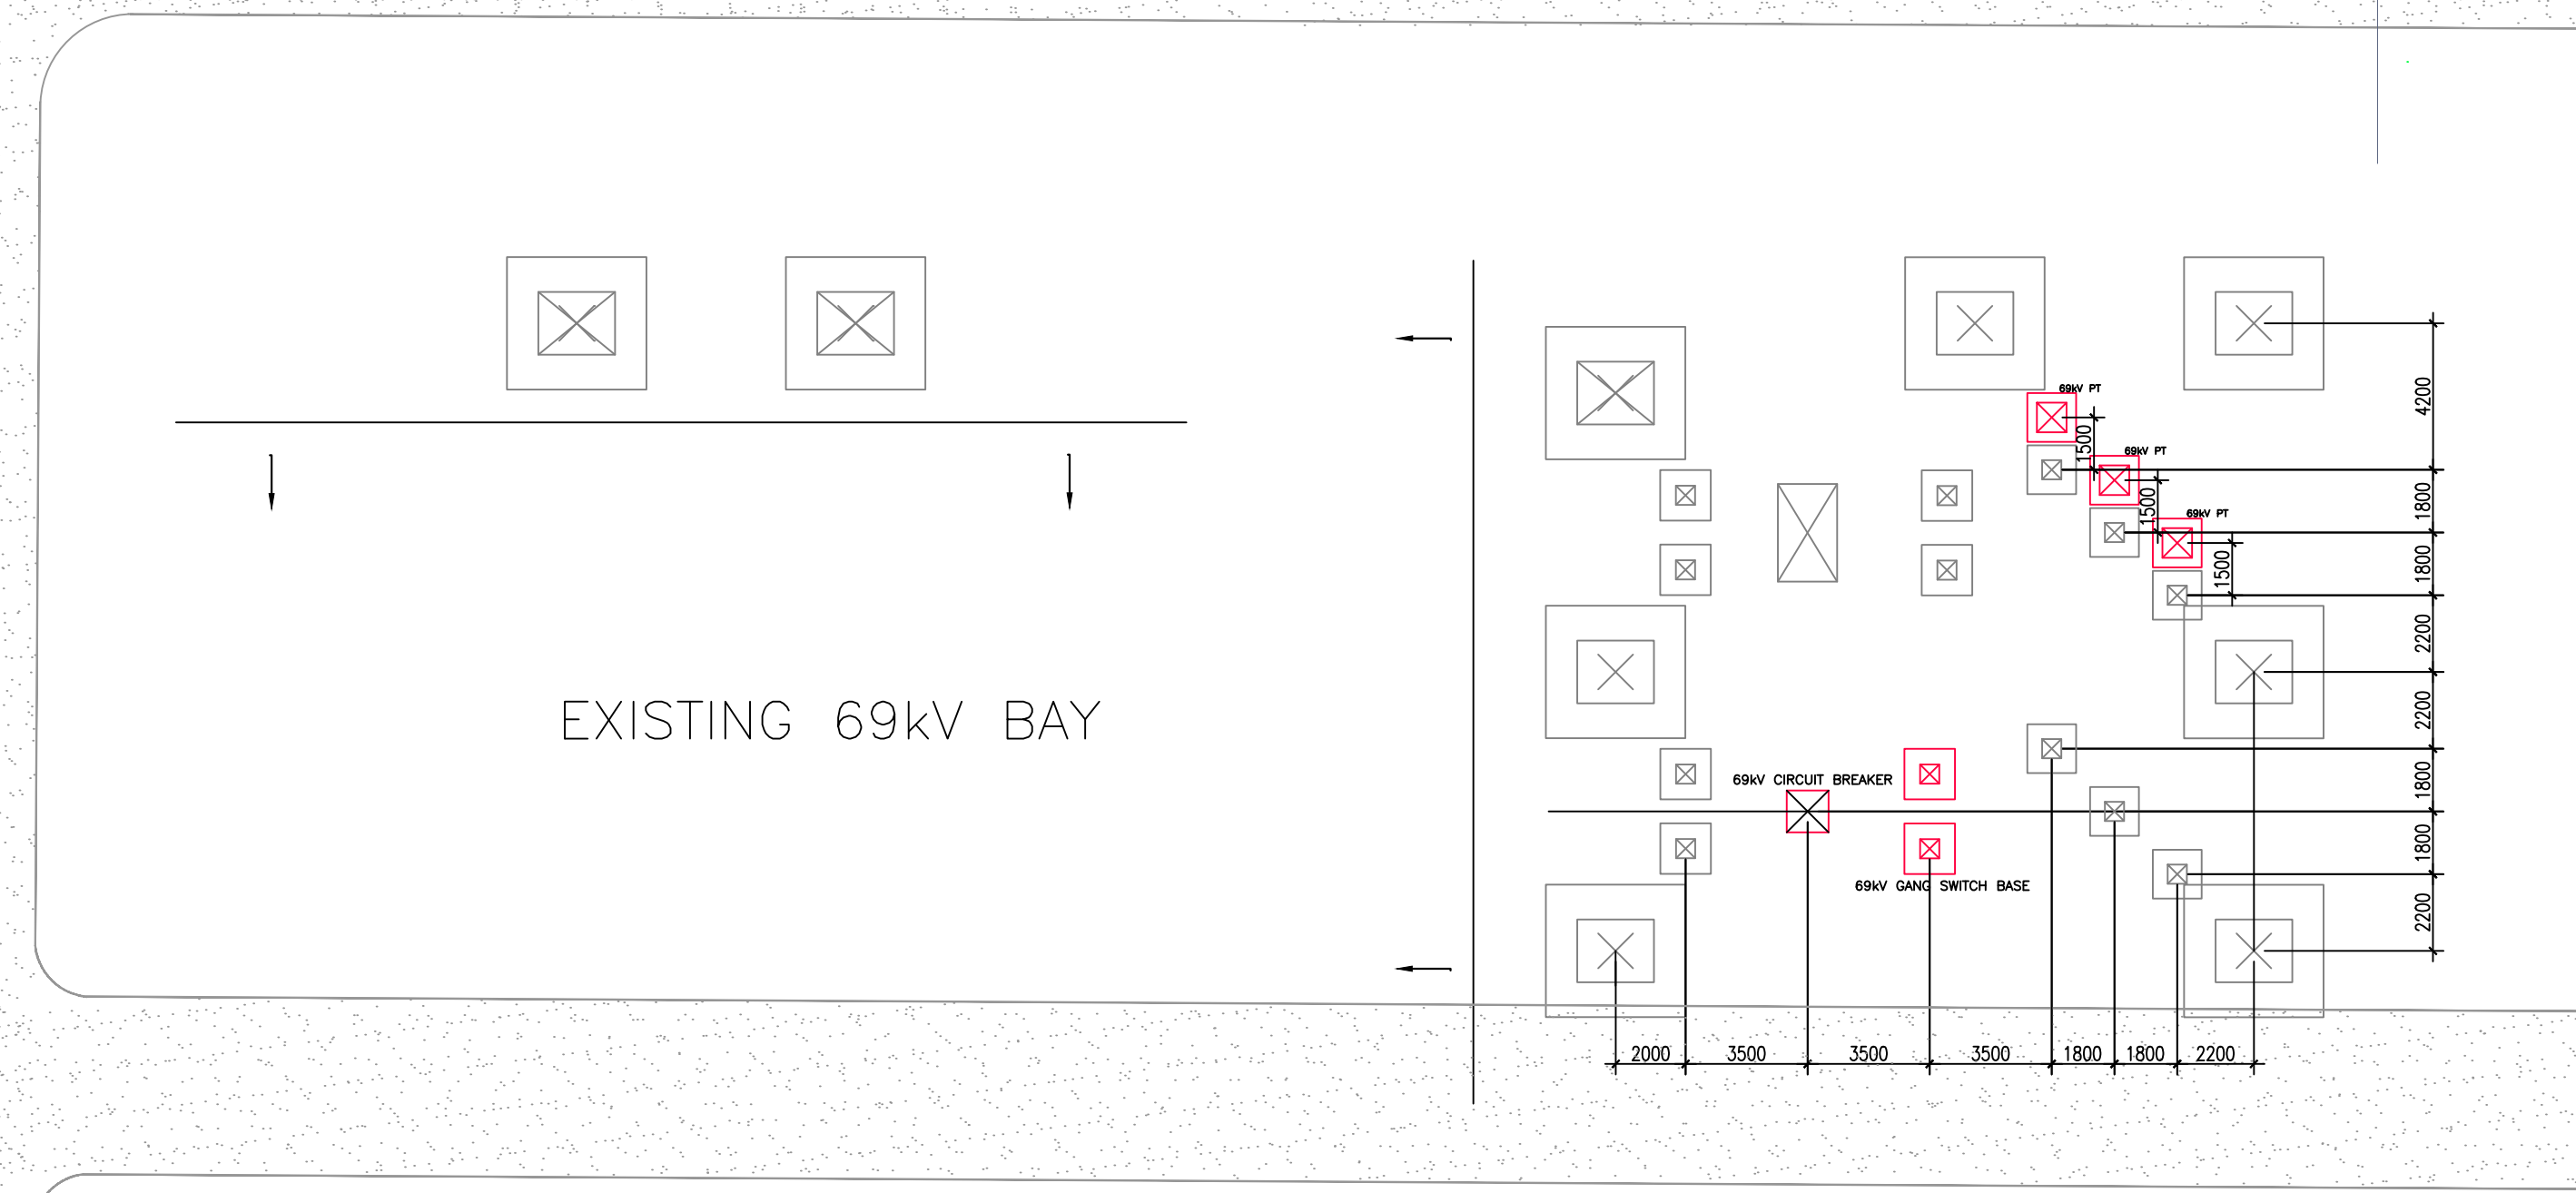 69kV PT
4200
1500
69kV PT
1800
1500
69kV PT
1800
1500
2200
EXISTING 69kV BAY
2200
69kV CIRCUIT BREAKER
1800
1800
69kV GANG SWITCH BASE
2200
2000 3500 3500 3500 1800 1800 2200